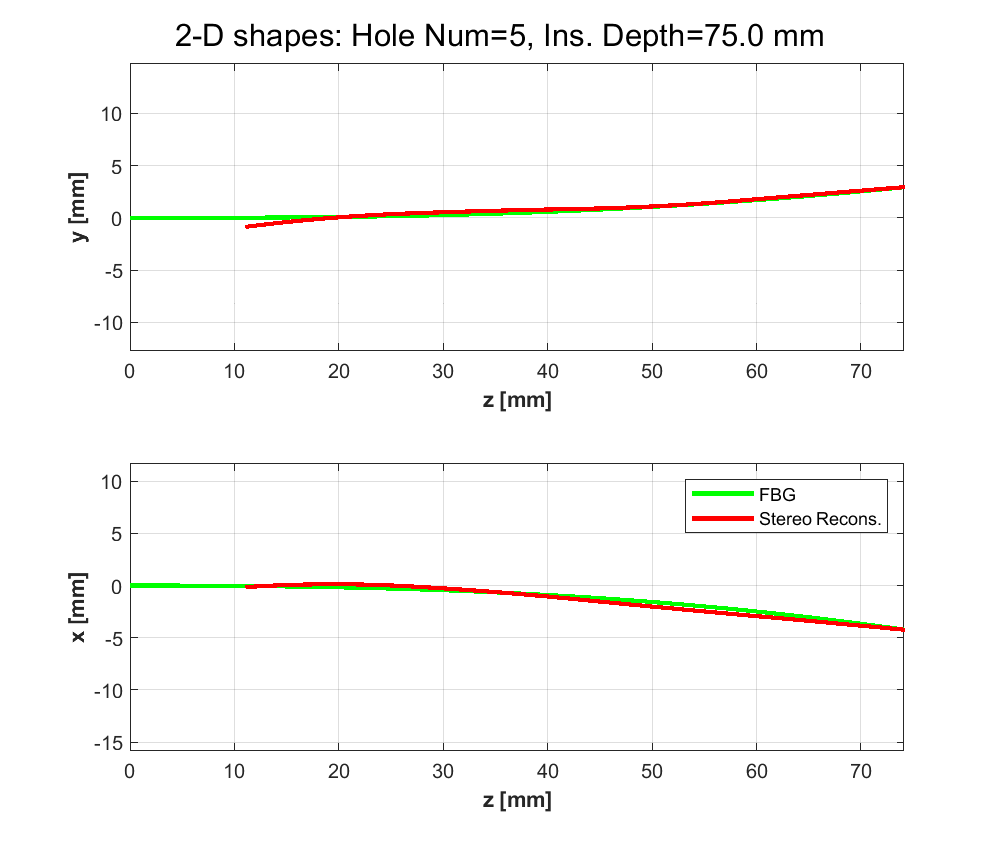 2-D shapes: Hole Num=5, Ins. Depth=75.0 mm
10
5
0
-5
-10
y [mm]
0 10 20 30 40 50 60 70
z [mm]
10
5
0
-5
-10
-15
x [mm]
FBG
Stereo Recons.
0 10 20 30 40 50 60 70
z [mm]